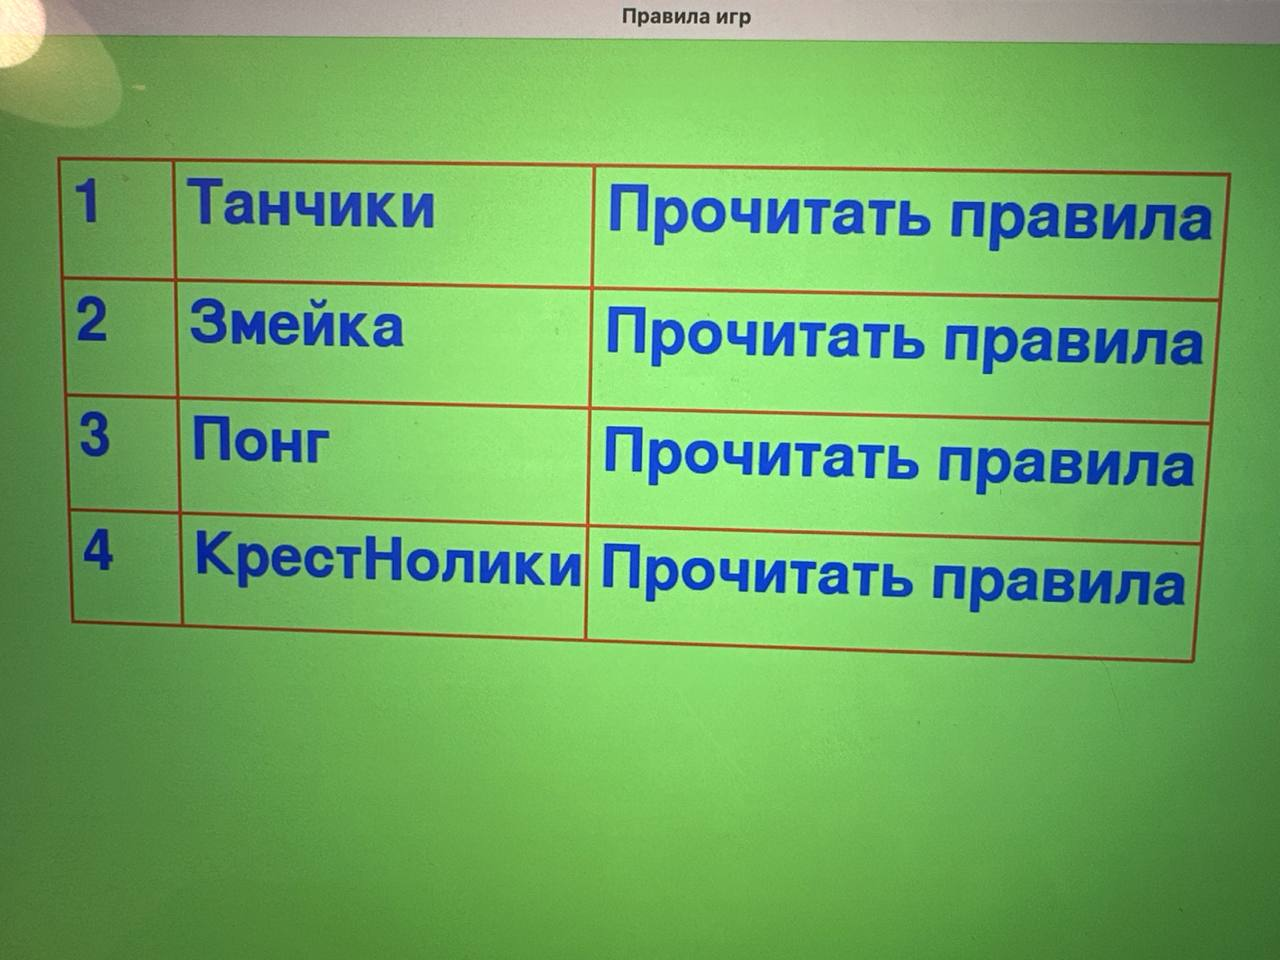 Правила игр
1 Танчики Прочитать правила
2 Змейка Прочитать правила
3 Понг Прочитать правила
4 КрестНолики Прочитать правила